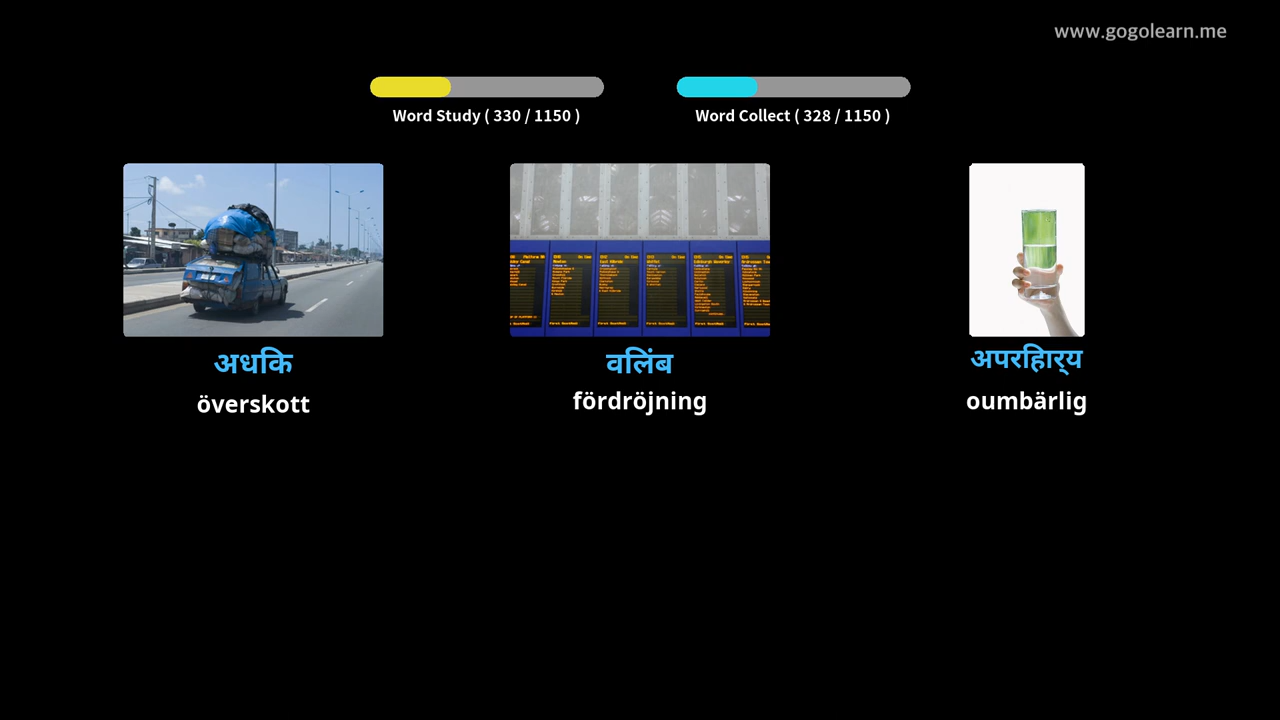 www.gogolearn.me
Word Study ( 330 / 1150 )
Word Collect ( 328 / 1150 )
अधकि
वलिंब
अपरहिार्य
överskott
fördröjning
oumbärlig